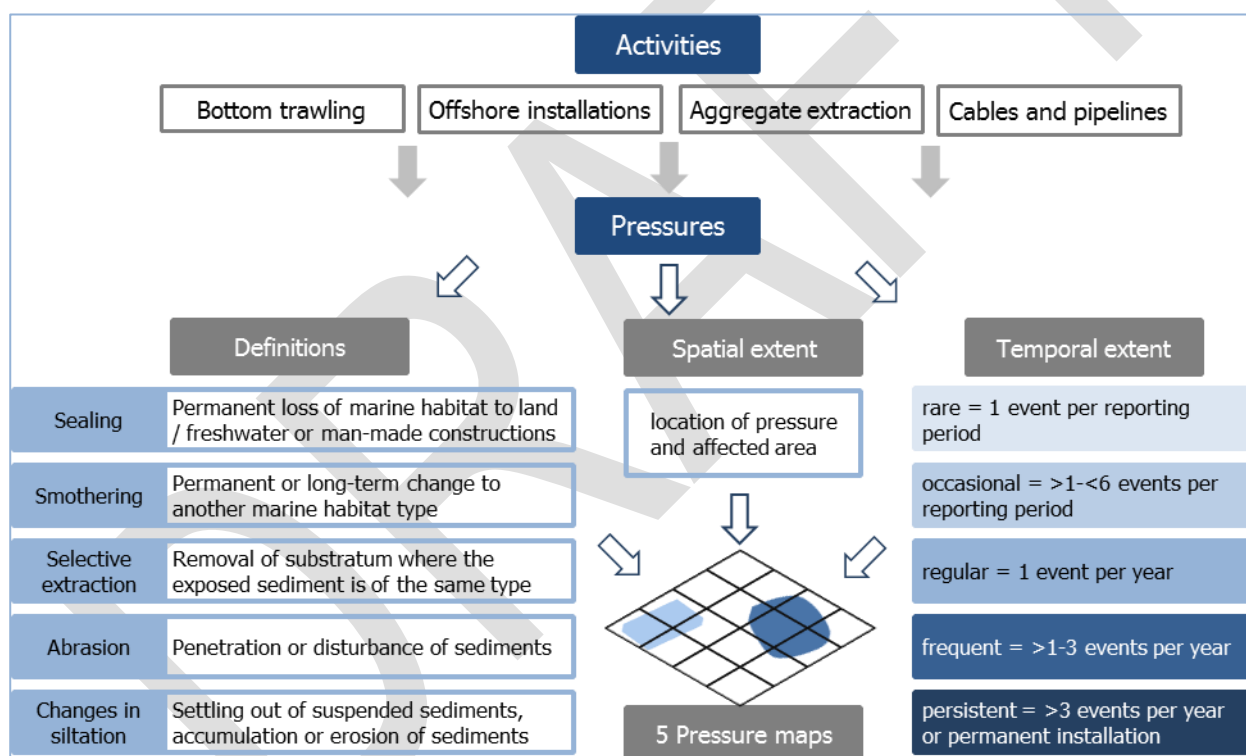 Activities
Bottom trawling
Offshore installations
Aggregate extraction
Cables and pipelines
Pressures
Definitions
Spatial extent
Temporal extent
Sealing
Permanent loss of marine habitat to land
/ freshwater or man-made constructions
Smothering
Permanent or long-term change to
another marine habitat type
Selective
extraction
Removal of substratum where the
exposed sediment is of the same type
Abrasion
Penetration or disturbance of sediments
Changes in
siltation
Settling out of suspended sediments,
accumulation or erosion of sediments
location of pressure
and affected area
5 Pressure maps
rare = 1 event per reporting
period
occasional = >1-<6 events per
reporting period
regular = 1 event per year
frequent = >1-3 events per year
persistent = >3 events per year
or permanent installation
DRAFT